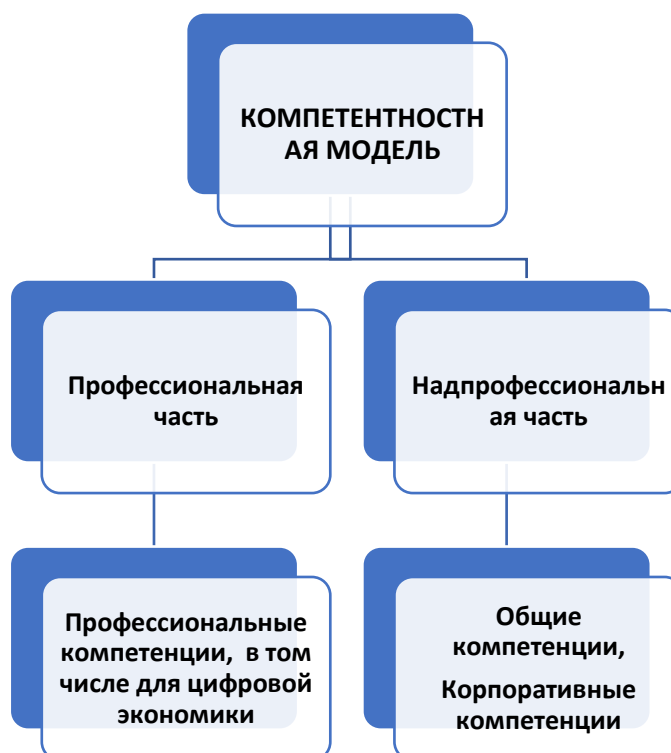 КОМПЕТЕНТНОСТН
АЯ МОДЕЛЬ
Профессиональная
часть
Надпрофессиональн
ая часть
Профессиональные
компетенции, в том
числе для цифровой
экономики
Общие
компетенции,
Корпоративные
компетенции